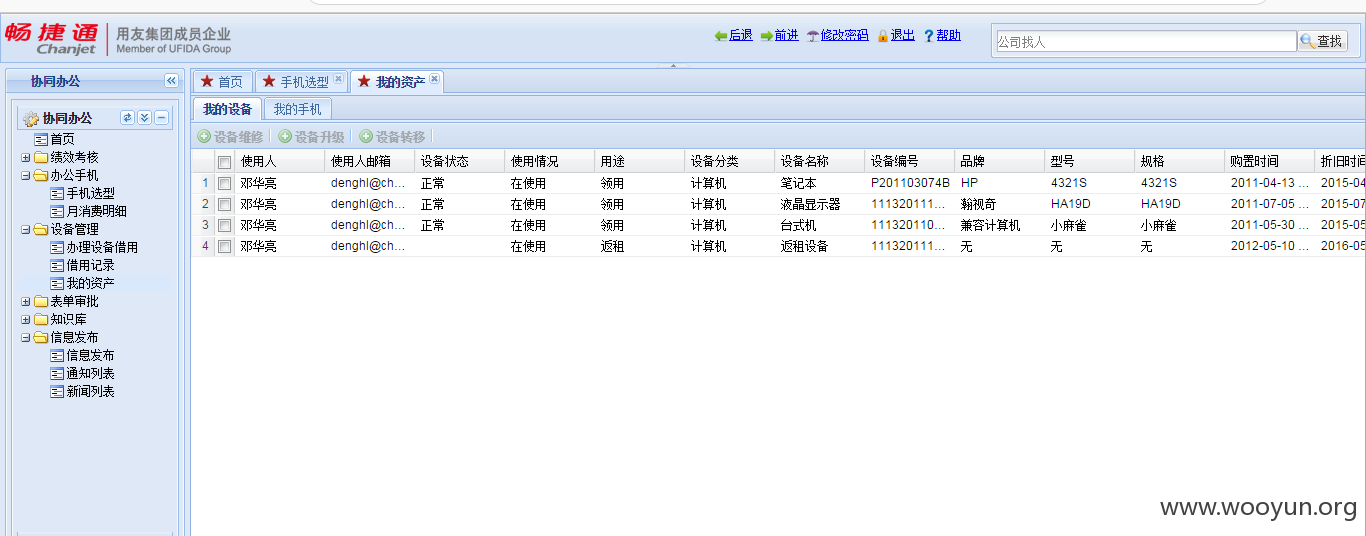 畅捷通 Chanjet 用友集团成员企业 Member of UFIDA Group
后退 前进 修改密码 退出 ? 帮助 公司找人 查找
协同办公
首页 手机选型 我的资产
我的设备 我的手机
设备维修 设备升级 设备转移
协同办公
首页
绩效考核
办公手机
手机选型
月消费明细
设备管理
办理设备借用
借用记录
我的资产
表单审批
知识库
信息发布
信息发布
通知列表
新闻列表
使用人 使用人邮箱 设备状态 使用情况 用途 设备分类 设备名称 设备编号 品牌 型号 规格 购置时间 折旧时间
1 邓华亮 denghl@ch... 正常 在使用 领用 计算机 笔记本 P201103074B HP 4321S 4321S 2011-04-13 ... 2015-04
2 邓华亮 denghl@ch... 正常 在使用 领用 计算机 液晶显示器 111320111... 瀚视奇 HA19D HA19D 2011-07-05 ... 2015-07
3 邓华亮 denghl@ch... 正常 在使用 领用 计算机 台式机 111320110... 兼容计算机 小麻雀 小麻雀 2011-05-30 ... 2015-05
4 邓华亮 denghl@ch... 在使用 返租 计算机 返租设备 111320111... 无 无 无 2012-05-10 ... 2016-05
www.wooyun.org